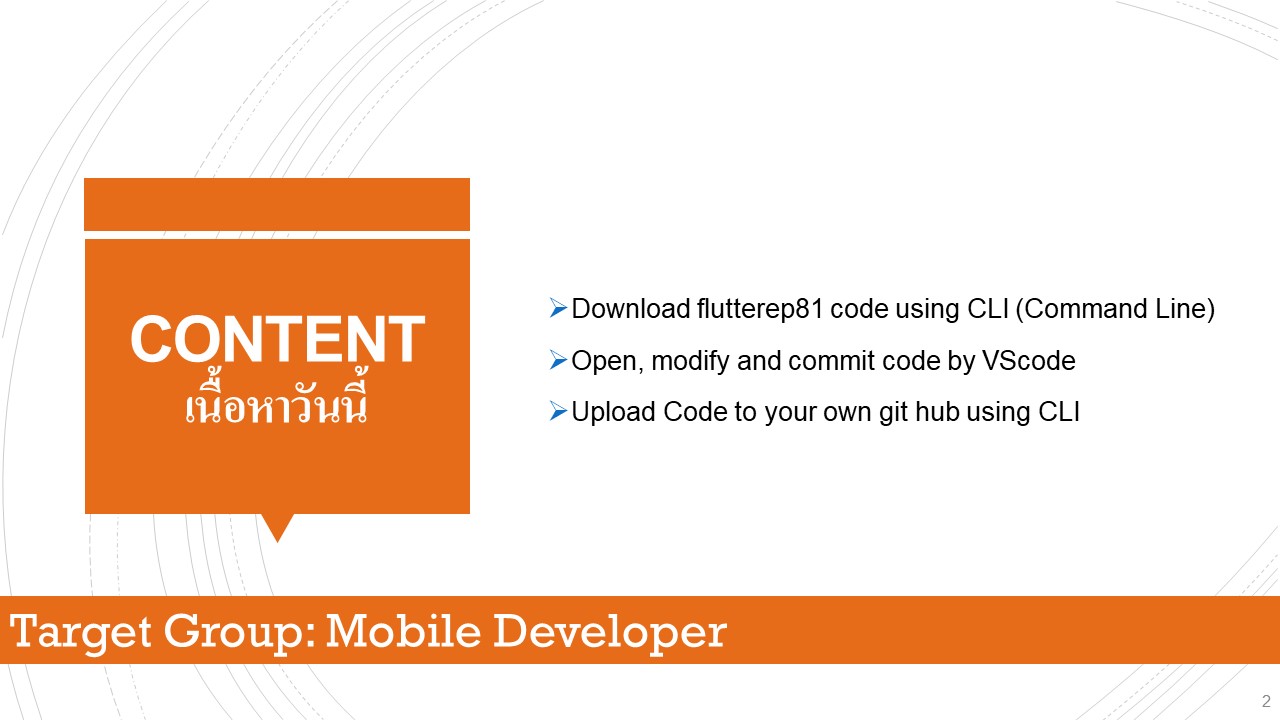 CONTENT
เนื้อหาวันนี้
Download flutterep81 code using CLI (Command Line)
Open, modify and commit code by VScode
Upload Code to your own git hub using CLI
Target Group: Mobile Developer
2